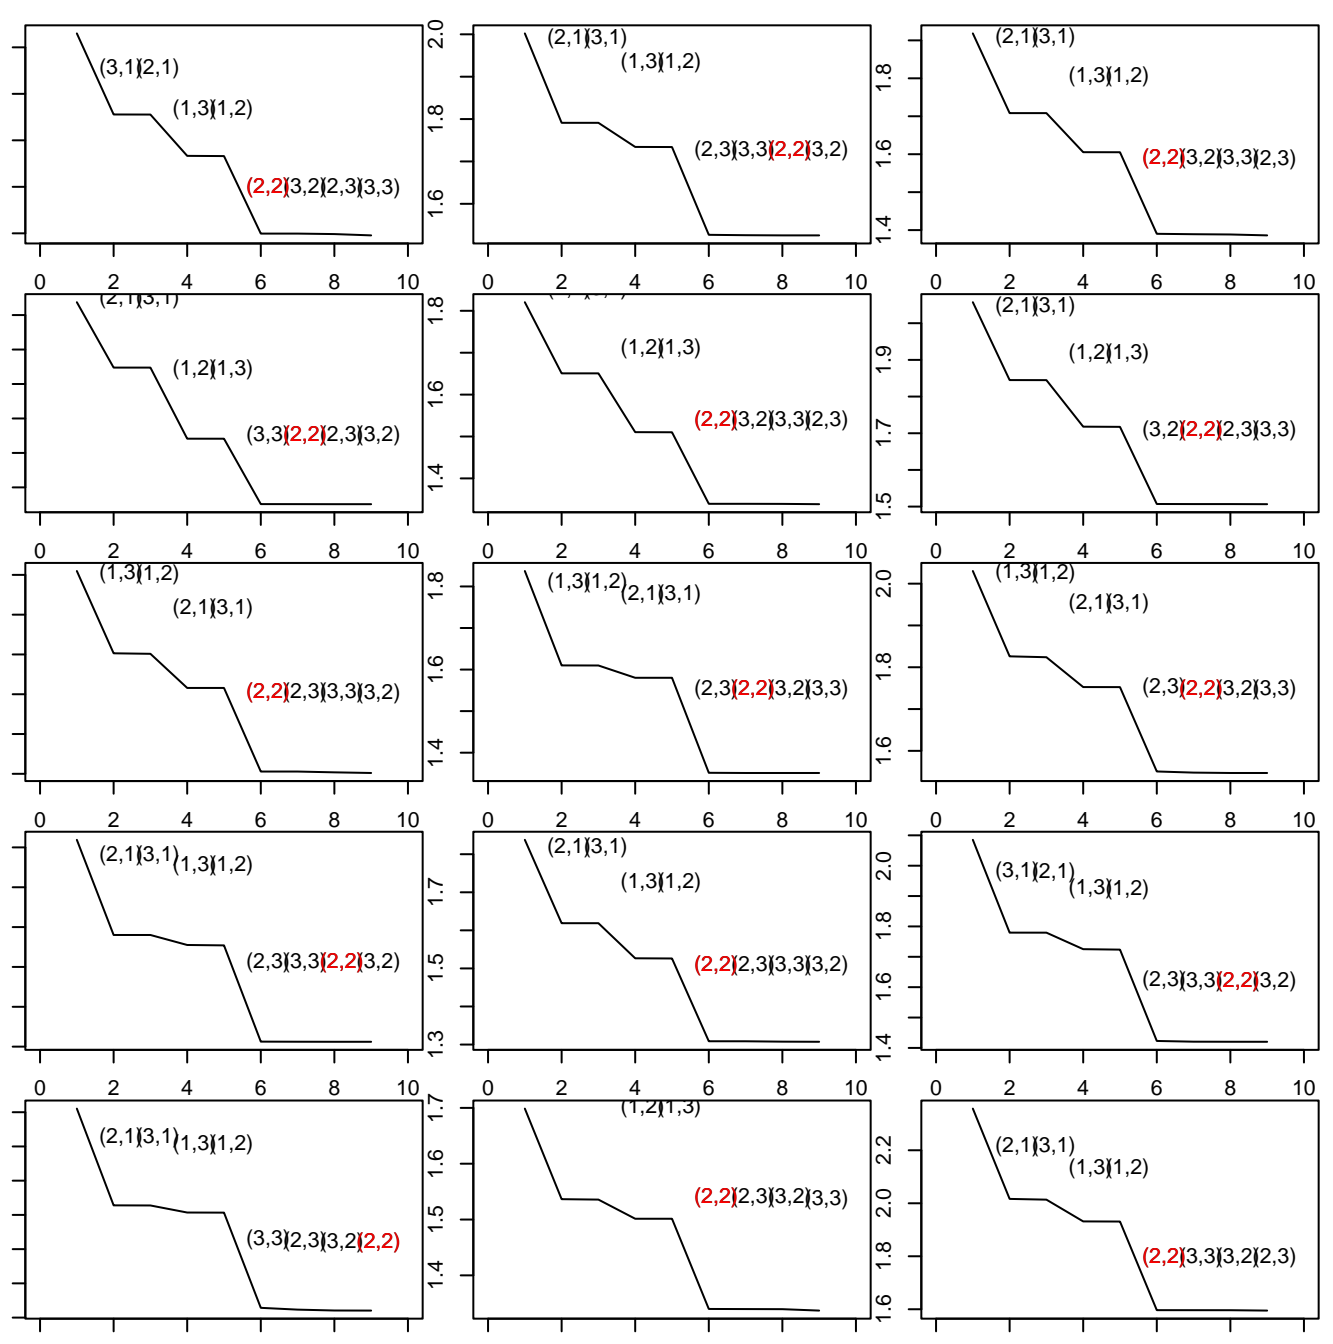 2.0
(2,1)(3,1) (2,1)(3,1)
(3,1)(2,1) (1,3)(1,2) 1.8 (1,3)(1,2)
(1,3)(1,2) 1.8
(2,3)(3,3)(2,2)(3,2) 1.6 (2,2)(3,2)(3,3)(2,3)
(2,2)(3,2)(2,3)(3,3) 1.6
1.4
0 2 4 6 8 10 0 2 4 6 8 10 0 2 4 6 8 10
(2,1)(3,1) 1.8 (2,1)(3,1)
(1,2)(1,3) (1,2)(1,3) 1.9 (1,2)(1,3)
1.6
(3,3)(2,2)(2,3)(3,2) (2,2)(3,2)(3,3)(2,3) 1.7 (3,2)(2,2)(2,3)(3,3)
1.4 1.5
0 2 4 6 8 10 0 2 4 6 8 10 0 2 4 6 8 10
(1,3)(1,2) 1.8 (1,3)(1,2) 2.0 (1,3)(1,2)
(2,1)(3,1) (2,1)(3,1) (2,1)(3,1)
1.6 1.8
(2,2)(2,3)(3,3)(3,2) (2,3)(2,2)(3,2)(3,3) (2,3)(2,2)(3,2)(3,3)
1.4 1.6
0 2 4 6 8 10 0 2 4 6 8 10 0 2 4 6 8 10
(2,1)(3,1) (1,3)(1,2) (2,1)(3,1) 2.0 (3,1)(2,1)
1.7 (1,3)(1,2) (1,3)(1,2)
1.8
(2,3)(3,3)(2,2)(3,2) 1.5 (2,2)(2,3)(3,3)(3,2) 1.6 (2,3)(3,3)(2,2)(3,2)
1.3 1.4
0 2 4 6 8 10 0 2 4 6 8 10 0 2 4 6 8 10
1.7 (1,2)(1,3)
(2,1)(3,1) (1,3)(1,2) 1.6 2.2 (2,1)(3,1)
(1,3)(1,2)
(2,2)(2,3)(3,2)(3,3) 2.0
1.5
(3,3)(2,3)(3,2)(2,2) 1.8 (2,2)(3,3)(3,2)(2,3)
1.4 1.6